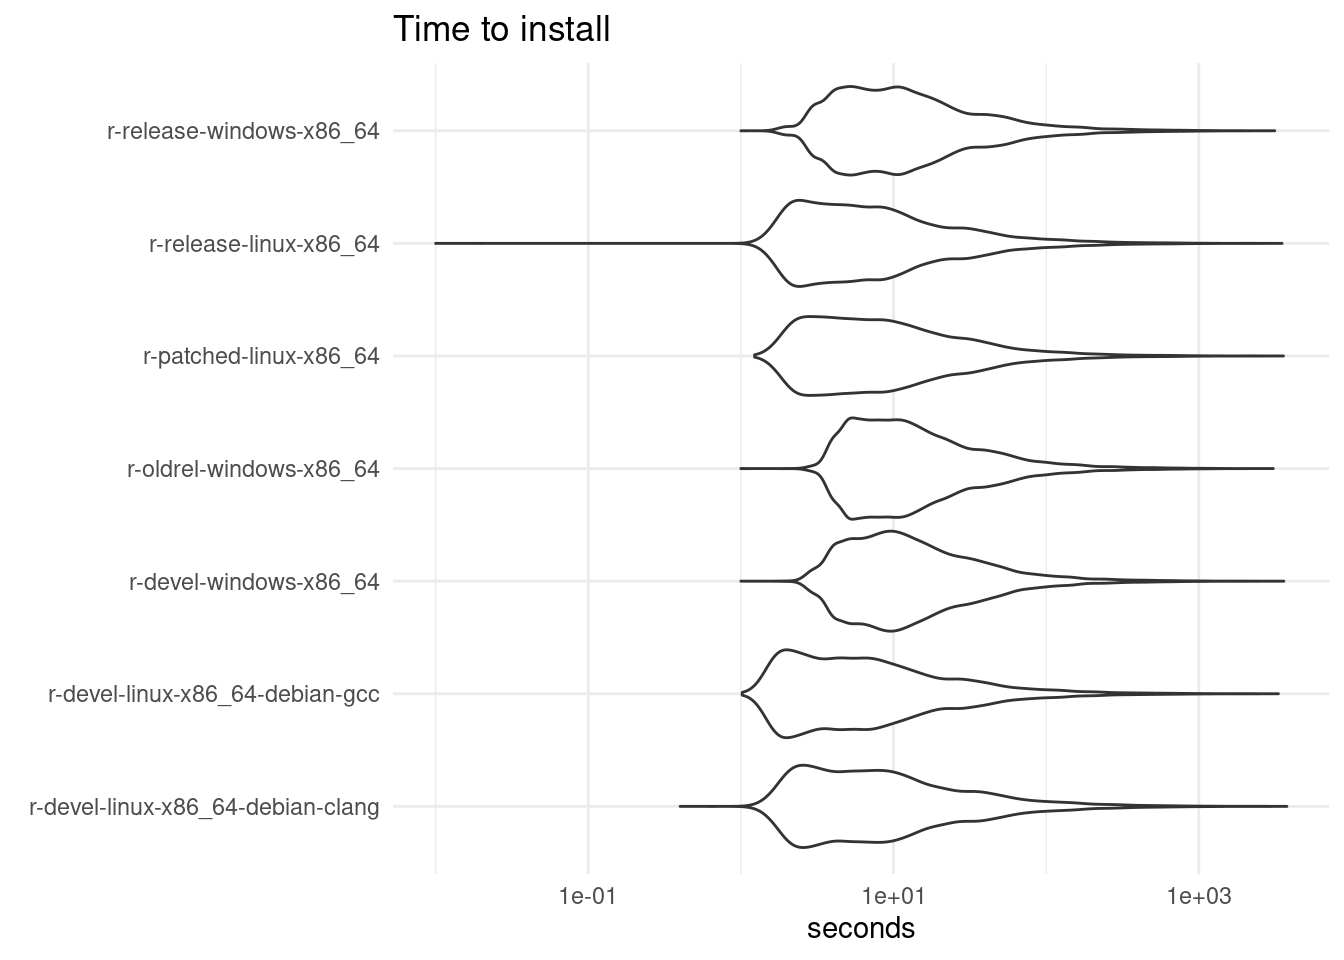 Time to install
r-release-windows-x86_64
r-release-linux-x86_64
r-patched-linux-x86_64
r-oldrel-windows-x86_64
r-devel-windows-x86_64
r-devel-linux-x86_64-debian-gcc
r-devel-linux-x86_64-debian-clang
1e-01 1e+01 1e+03
seconds